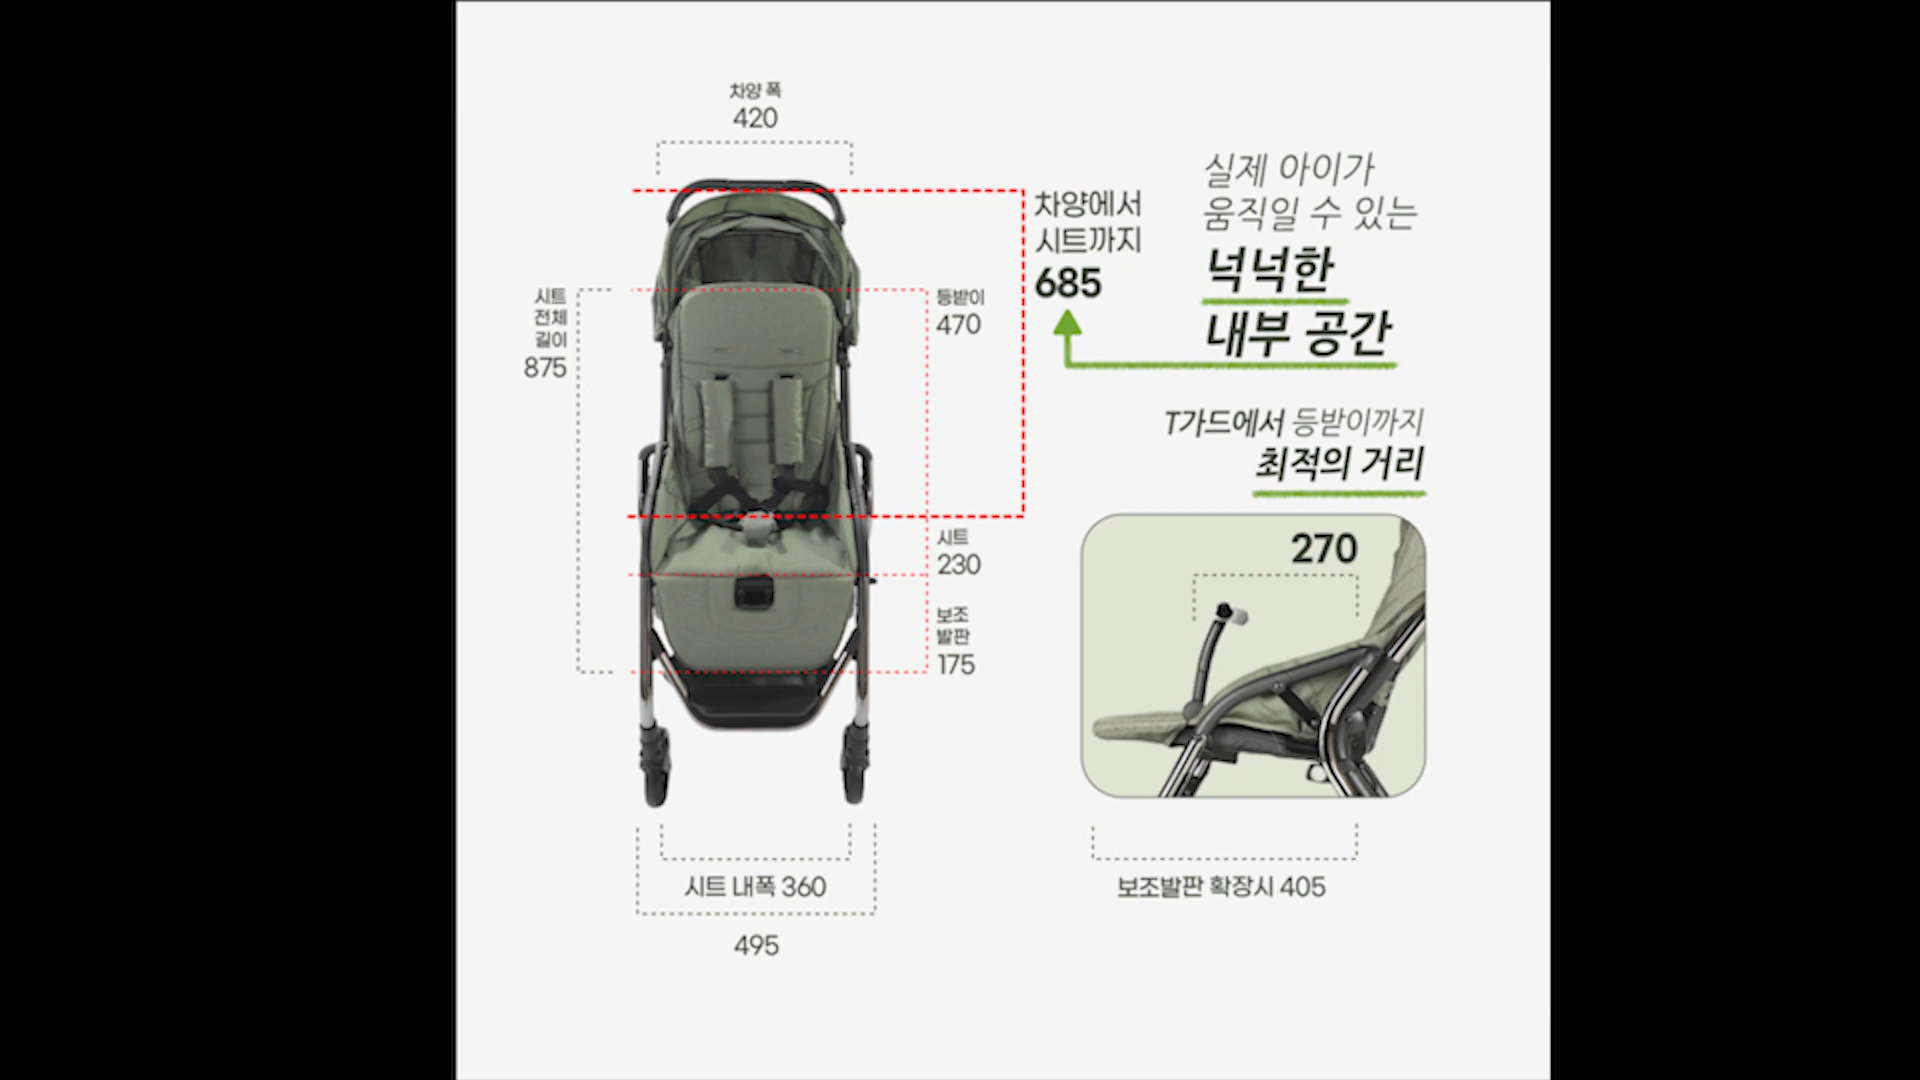 차양 폭
420
차양에서
시트까지
685
시트
전체
길이
875
등받이
470
시트
230
보조
발판
175
시트 내폭 360
495
실제 아이가
움직일 수 있는
넉넉한
내부 공간
T가드에서 등받이까지
최적의 거리
270
보조발판 확장시 405